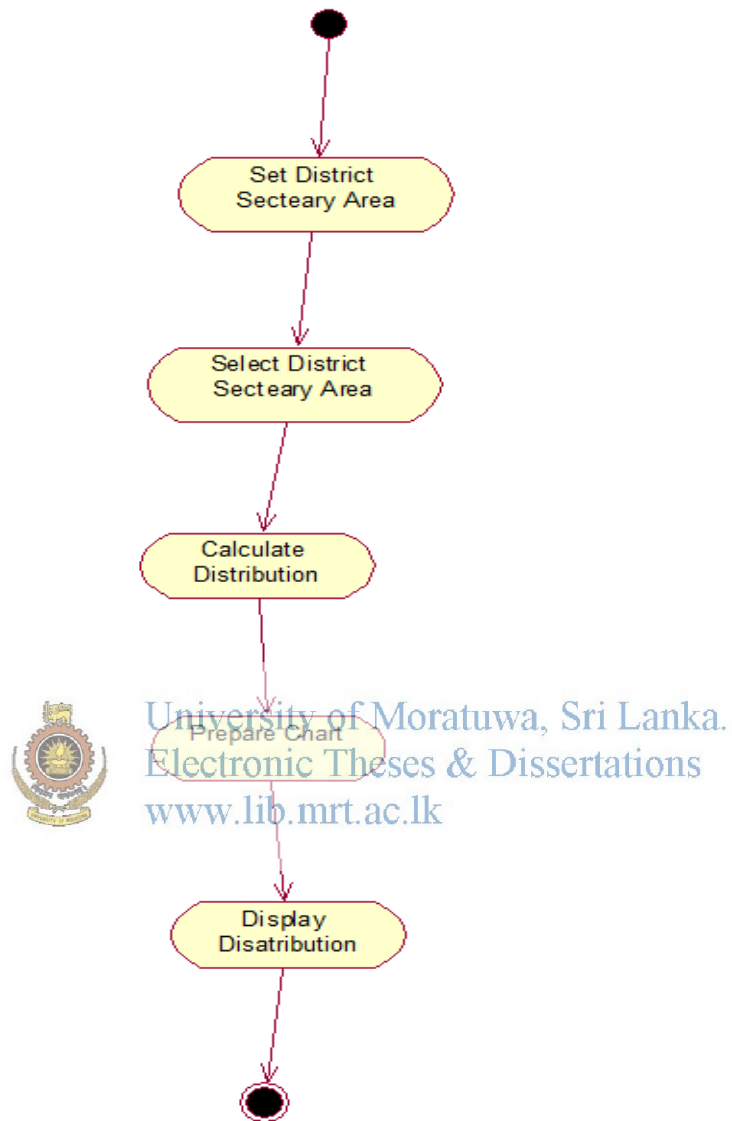 Set District
Secteary Area
Select District
Secteary Area
Calculate
Distribution
University of Moratuwa, Sri Lanka.
Prepare Chart
Electronic Theses & Dissertations
www.lib.mrt.ac.lk
Display
Disatribution